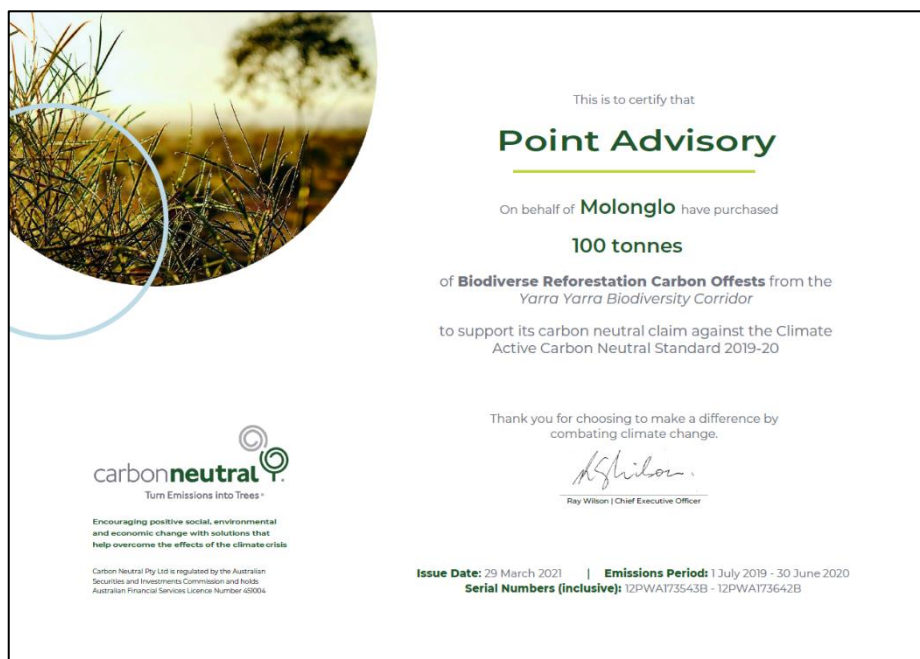 This is to certify that
Point Advisory
On behalf of Molonglo have purchased
100 tonnes
of Biodiverse Reforestation Carbon Offests from the
Yarra Yarra Biodiversity Corridor
to support its carbon neutral claim against the Climate
Active Carbon Neutral Standard 2019-20
Thank you for choosing to make a difference by
combating climate change.
Ray Wilson | Chief Executive Officer
carbonneutral
Turn Emissions into Trees
Encouraging positive social, environmental
and economic change with solutions that
help overcome the effects of the climate crisis
Carbon Neutral Pty Ltd is regulated by the Australian
Securities and Investments Commission and holds
Australian Financial Services Licence Number 451004
Issue Date: 29 March 2021 | Emissions Period: 1 July 2019 - 30 June 2020
Serial Numbers (inclusive): 12PWA173543B - 12PWA173642B